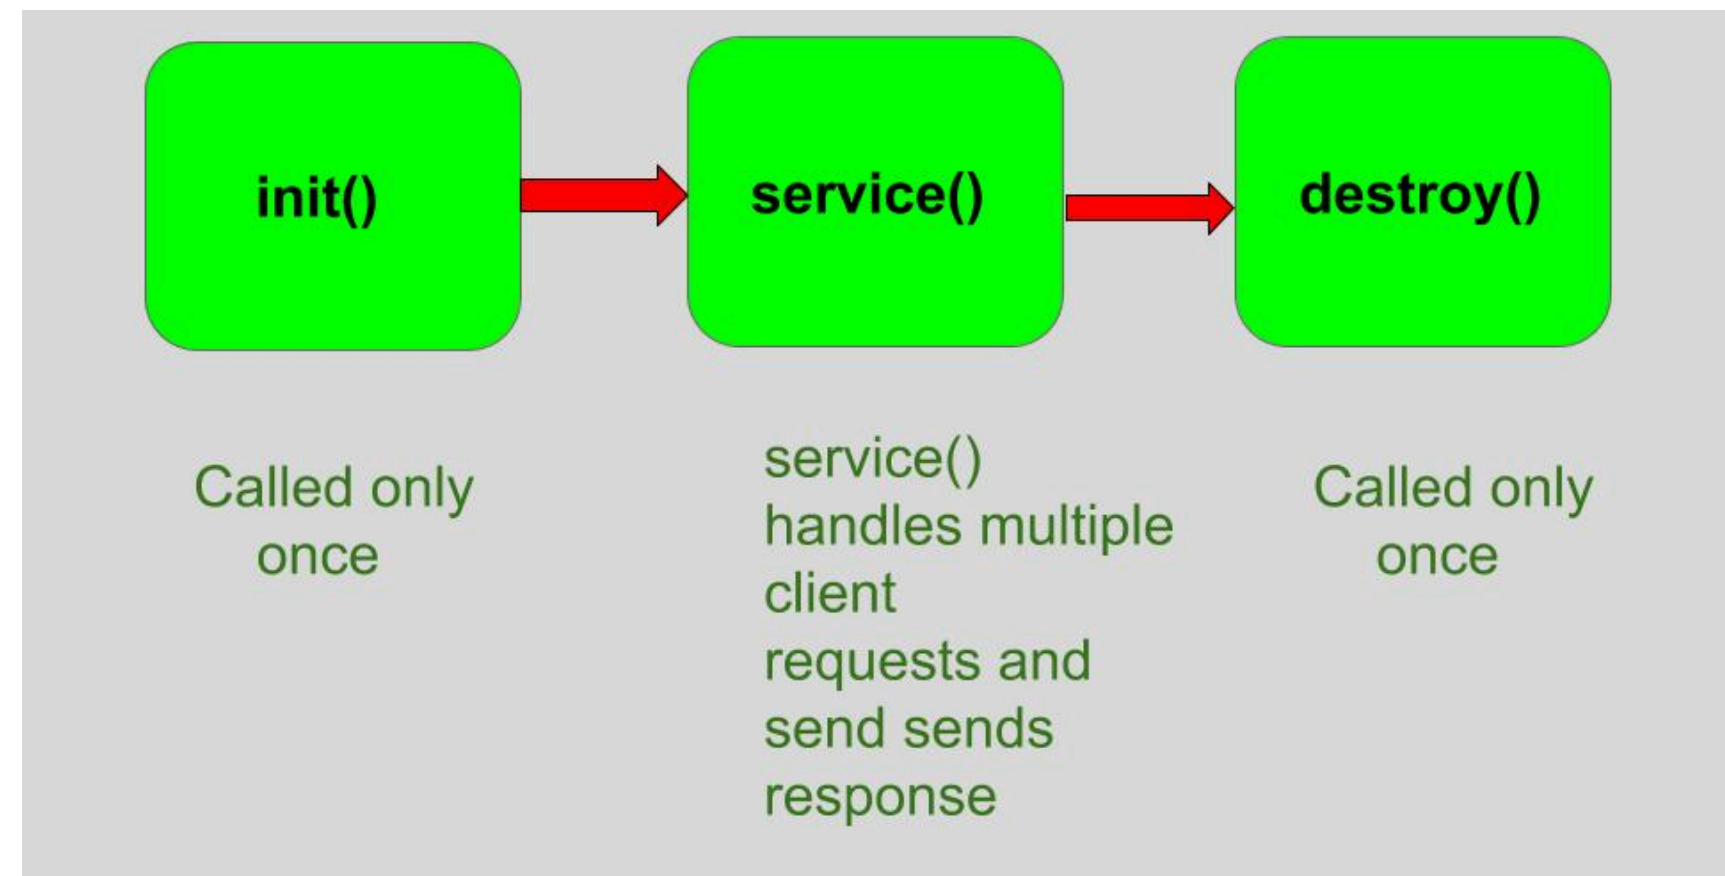 init()
service()
destroy()
Called only
once
service()
handles multiple
client
requests and
send sends
response
Called only
once